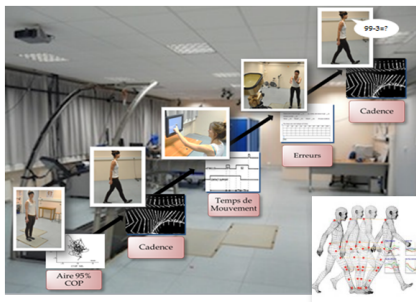 99-3=?
Cadence
Erreurs
Temps de
Mouvement
Cadence
Aire 95%
COP